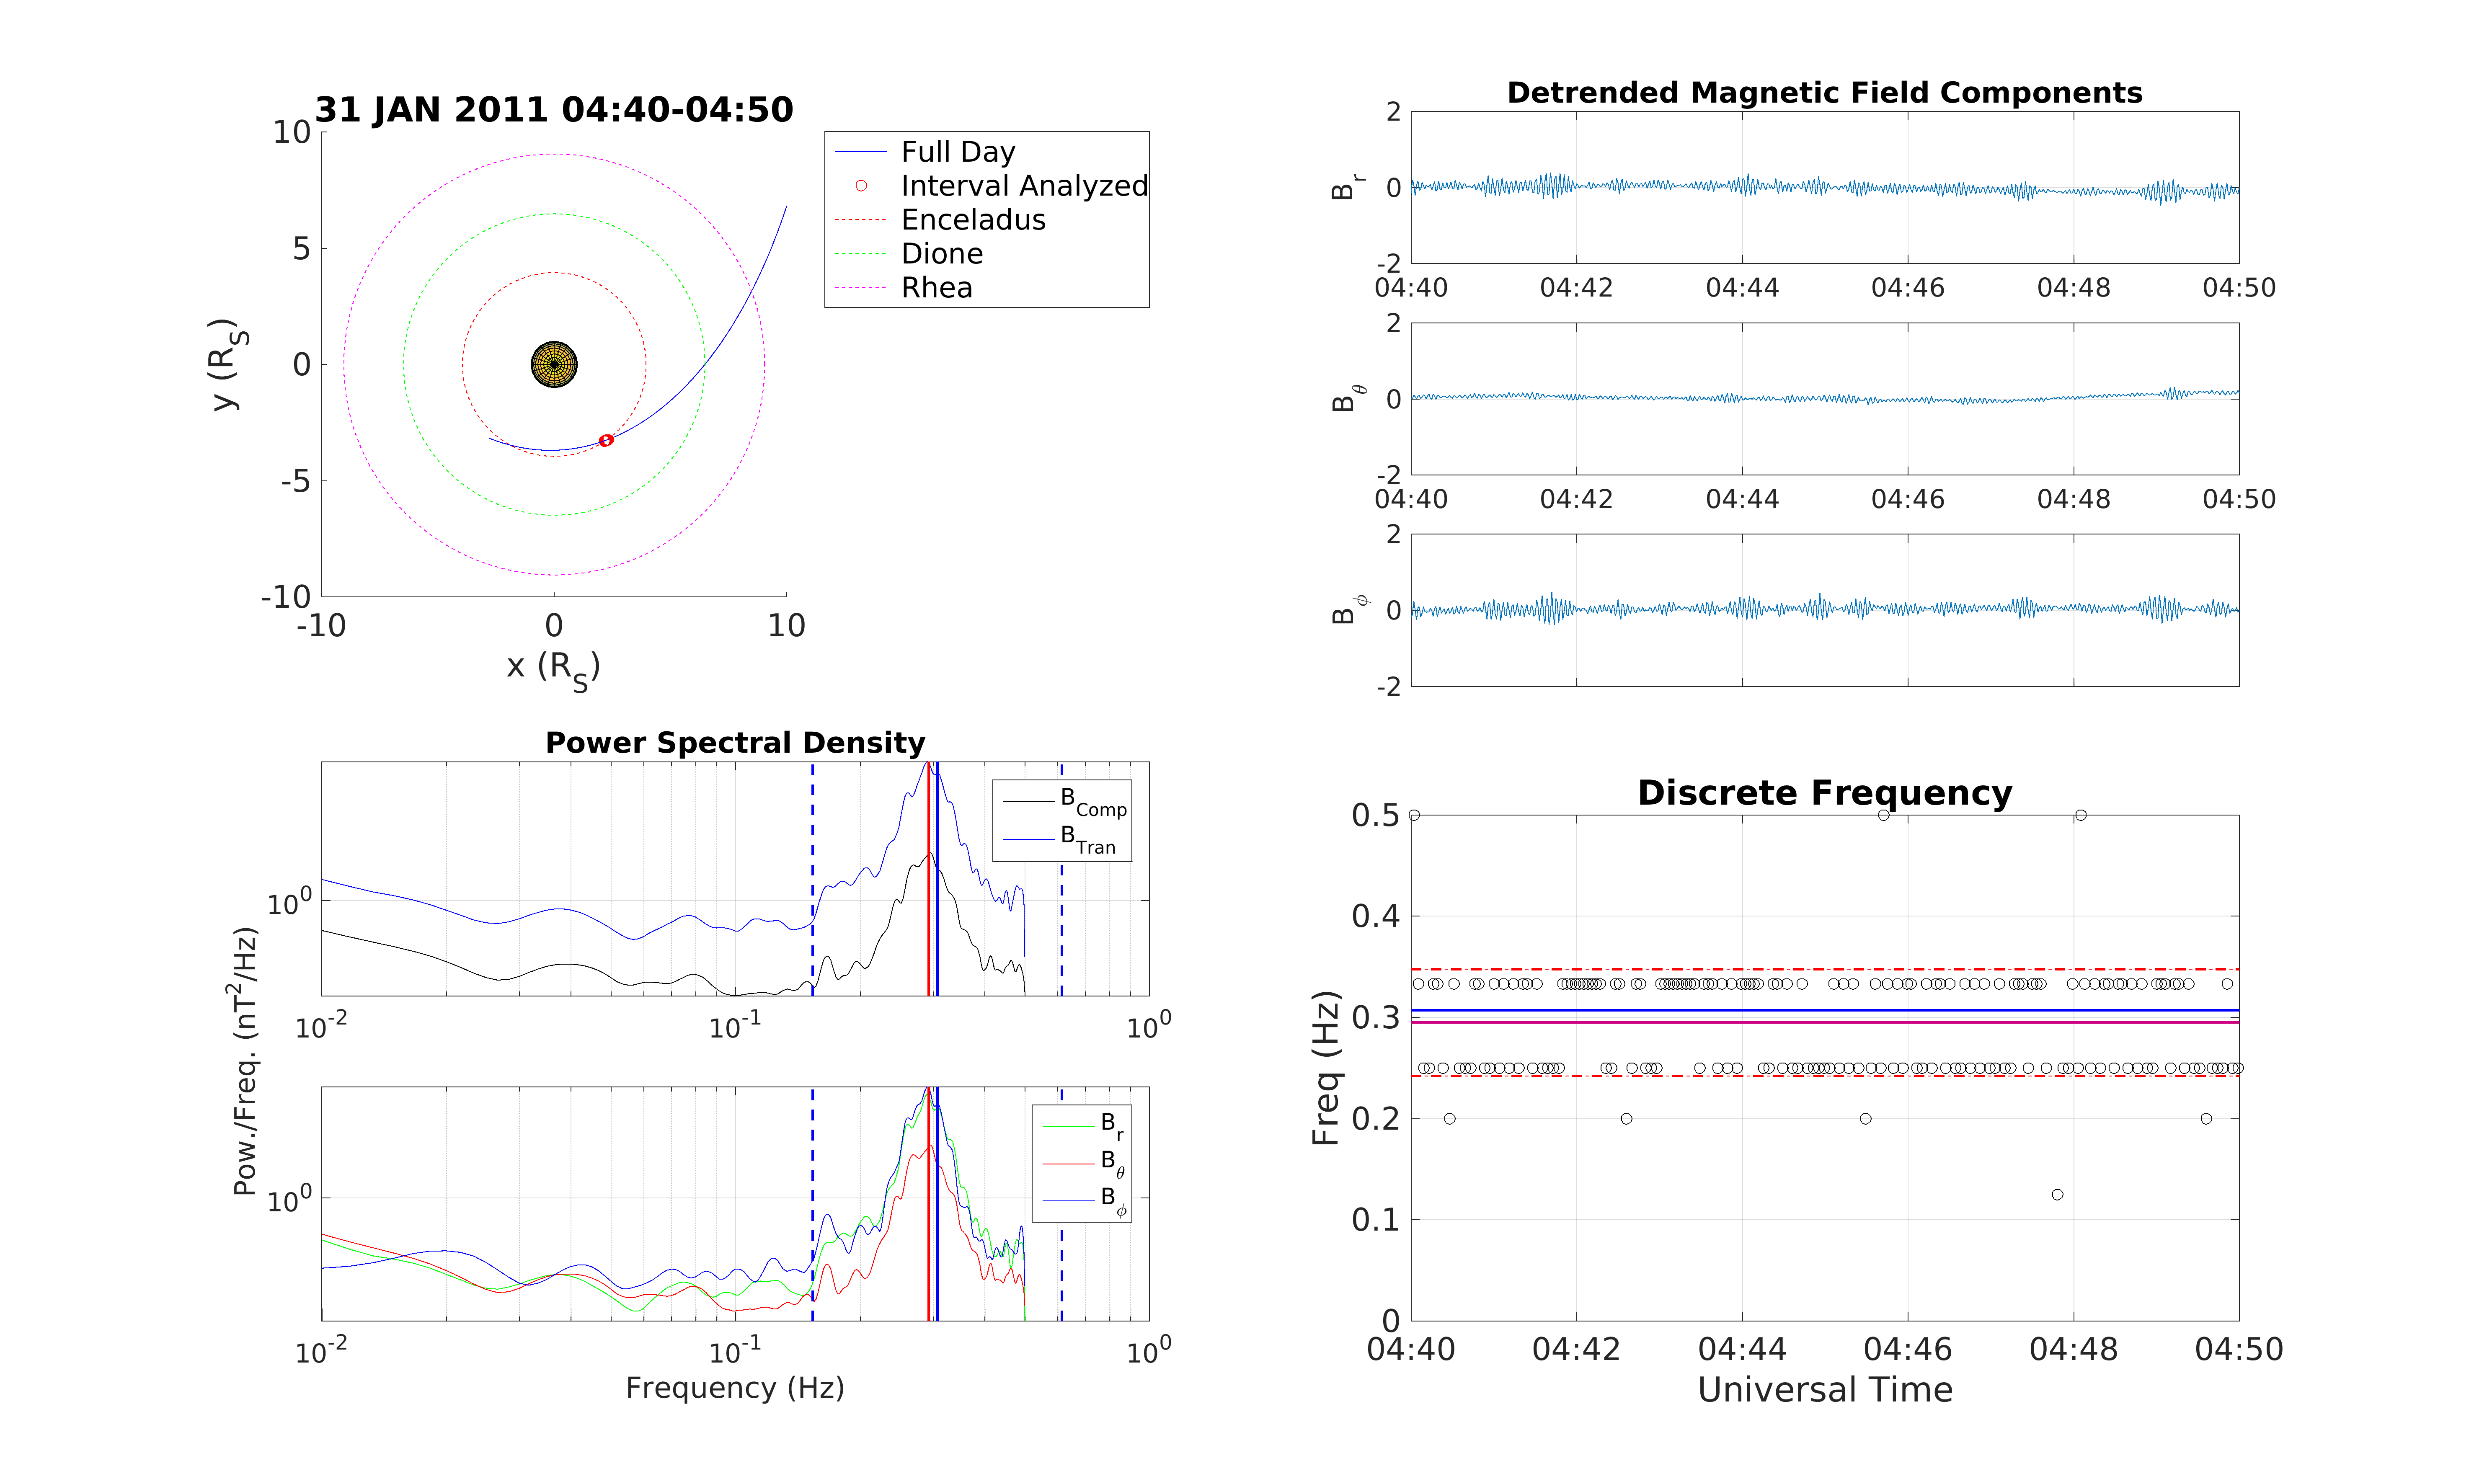 31 JAN 2011 04:40-04:50
10
5
0
-5
-10
-10 0 10
y (R_S)
x (R_S)
Full Day
Interval Analyzed
Enceladus
Dione
Rhea
Detrended Magnetic Field Components
2
0
-2
B_r
04:40 04:42 04:44 04:46 04:48 04:50
2
0
-2
B_θ
04:40 04:42 04:44 04:46 04:48 04:50
2
0
-2
B_ϕ
Power Spectral Density
10^0
10^-2 10^-1 10^0
B_Comp
B_Tran
Pow./Freq. (nT^2/Hz)
10^0
10^-2 10^-1 10^0
B_r
B_θ
B_ϕ
Frequency (Hz)
Discrete Frequency
0.5
0.4
0.3
0.2
0.1
0
Freq (Hz)
04:40 04:42 04:44 04:46 04:48 04:50
Universal Time